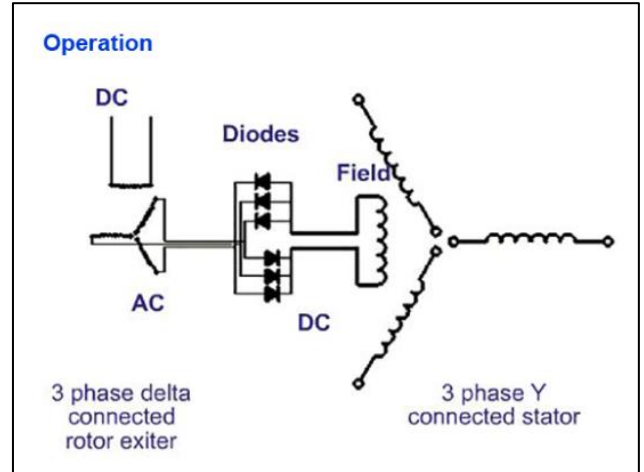 Operation
DC
Diodes
Field
AC
DC
3 phase delta
connected
rotor exiter
3 phase Y
connected stator